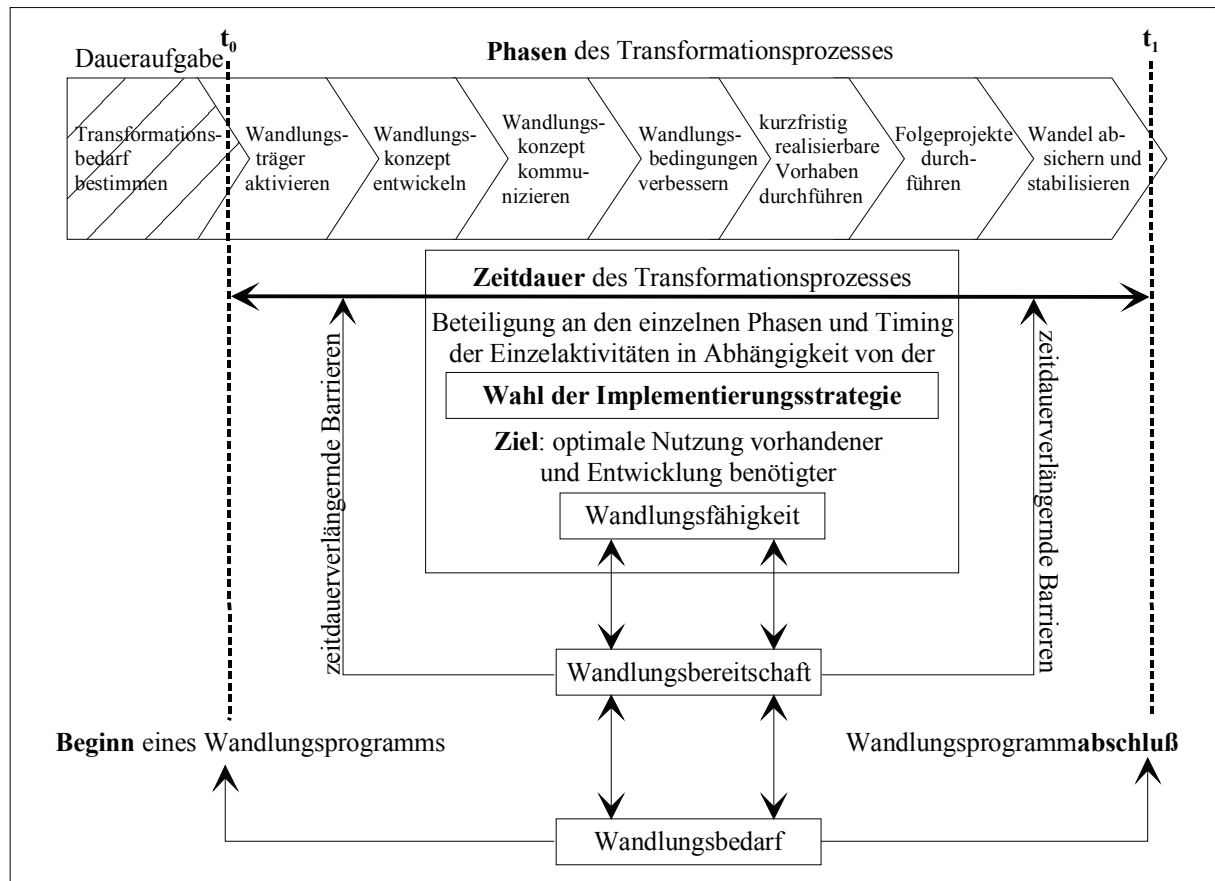 Daueraufgabe
t0
Phasen des Transformationsprozesses
t1
Transformations-
bedarf
bestimmen
Wandlungs-
träger
aktivieren
Wandlungs-
konzept
entwickeln
Wandlungs-
konzept
kommu-
nizieren
Wandlungs-
bedingungen
verbessern
kurzfristig
realisierbare
Vorhaben
durchführen
Folgeprojekte
durch-
führen
Wandel ab-
sichern und
stabilisieren
Zeitdauer des Transformationsprozesses
Beteiligung an den einzelnen Phasen und Timing
der Einzelaktivitäten in Abhängigkeit von der
Wahl der Implementierungsstrategie
Ziel: optimale Nutzung vorhandener
und Entwicklung benötigter
Wandlungsfähigkeit
zeitdauerverlängernde Barrieren
zeitdauerverlängernde Barrieren
Wandlungsbereitschaft
Beginn eines Wandlungsprogramms
Wandlungsprogrammabschluß
Wandlungsbedarf